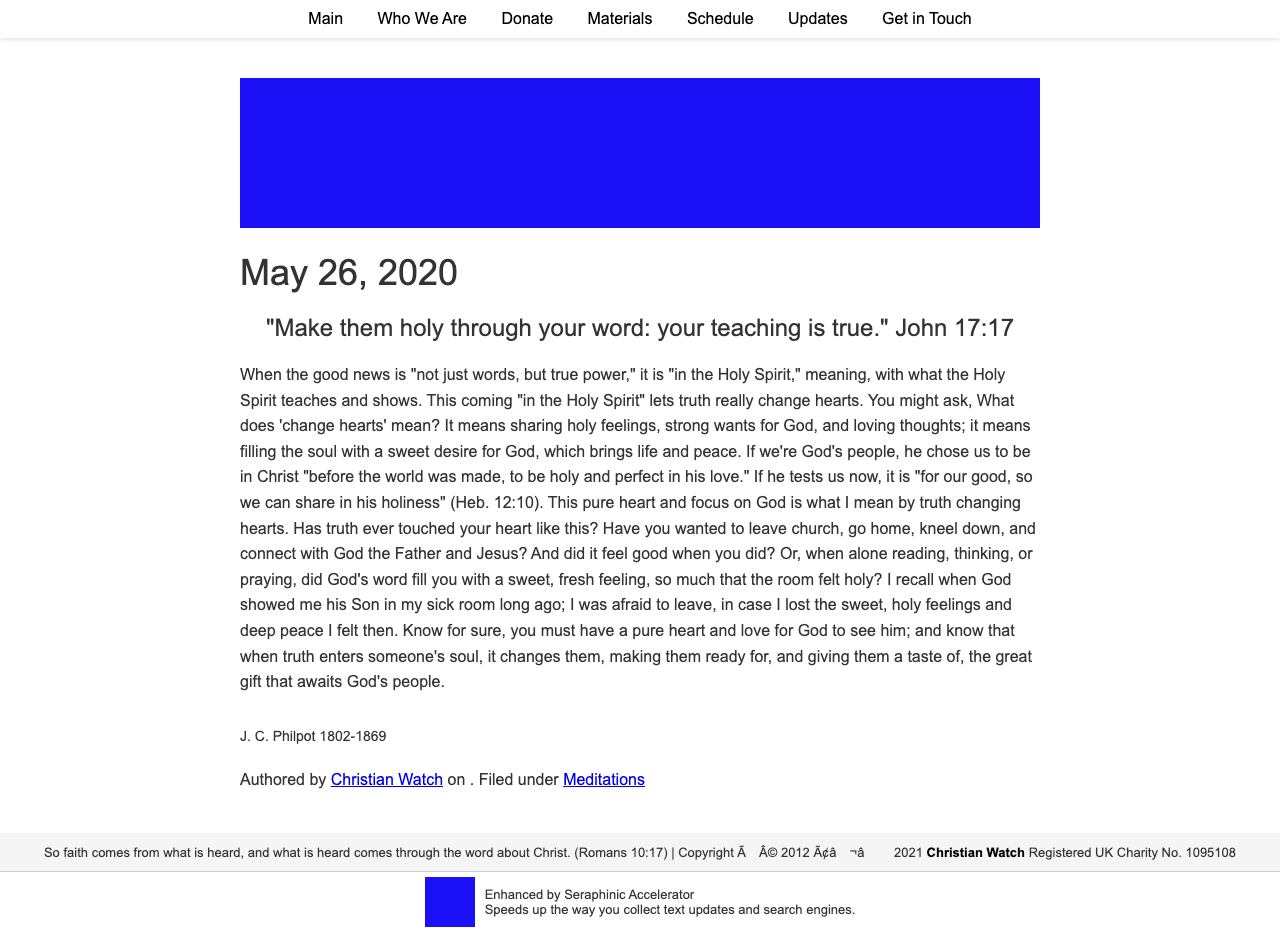 Main Who We Are Donate Materials Schedule Updates Get in Touch
May 26, 2020
"Make them holy through your word: your teaching is true." John 17:17
When the good news is "not just words, but true power," it is "in the Holy Spirit," meaning, with what the Holy
Spirit teaches and shows. This coming "in the Holy Spirit" lets truth really change hearts. You might ask, What
does 'change hearts' mean? It means sharing holy feelings, strong wants for God, and loving thoughts; it means
filling the soul with a sweet desire for God, which brings life and peace. If we're God's people, he chose us to be
in Christ "before the world was made, to be holy and perfect in his love." If he tests us now, it is "for our good, so
we can share in his holiness" (Heb. 12:10). This pure heart and focus on God is what I mean by truth changing
hearts. Has truth ever touched your heart like this? Have you wanted to leave church, go home, kneel down, and
connect with God the Father and Jesus? And did it feel good when you did? Or, when alone reading, thinking, or
praying, did God's word fill you with a sweet, fresh feeling, so much that the room felt holy? I recall when God
showed me his Son in my sick room long ago; I was afraid to leave, in case I lost the sweet, holy feelings and
deep peace I felt then. Know for sure, you must have a pure heart and love for God to see him; and know that
when truth enters someone's soul, it changes them, making them ready for, and giving them a taste of, the great
gift that awaits God's people.
J. C. Philpot 1802-1869
Authored by Christian Watch on . Filed under Meditations
So faith comes from what is heard, and what is heard comes through the word about Christ. (Romans 10:17) | Copyright Ã Â© 2012 Ã¢â ¬â 2021 Christian Watch Registered UK Charity No. 1095108
Enhanced by Seraphinic Accelerator
Speeds up the way you collect text updates and search engines.